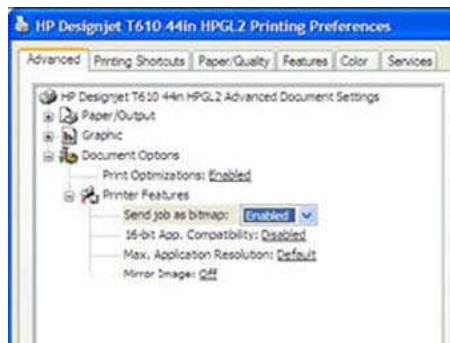 HP Designjet T610 44in HPGL2 Printing Preferences
Advanced Printing Shortcuts Paper/Quality Features Color Services
HP Designjet T610 44in HPGL2 Advanced Document Settings
Paper/Output
Graphic
Document Options
Print Optimizations: Enabled
Printer Features
Send job as bitmap: Enabled
16-bit App. Compatibility: Disabled
Max. Application Resolution: Default
Mirror Image: Off